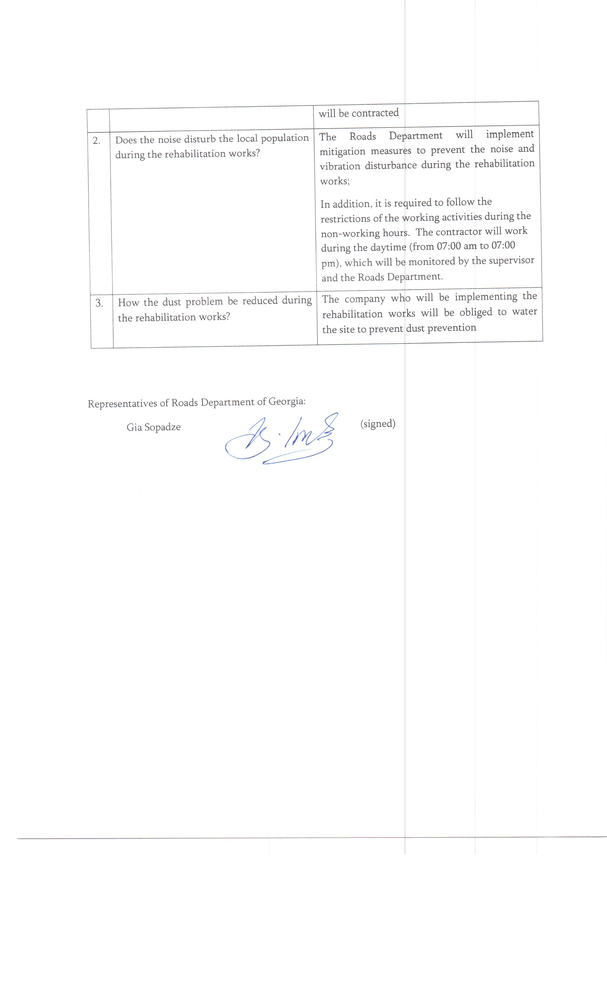 will be contracted
2. Does the noise disturb the local population
during the rehabilitation works?
The Roads Department will implement
mitigation measures to prevent the noise and
vibration disturbance during the rehabilitation
works;
In addition, it is required to follow the
restrictions of the working activities during the
non-working hours. The contractor will work
during the daytime (from 07:00 am to 07:00
pm), which will be monitored by the supervisor
and the Roads Department.
3. How the dust problem be reduced during
the rehabilitation works?
The company who will be implementing the
rehabilitation works will be obliged to water
the site to prevent dust prevention
Representatives of Roads Department of Georgia:
Gia Sopadze (signed)